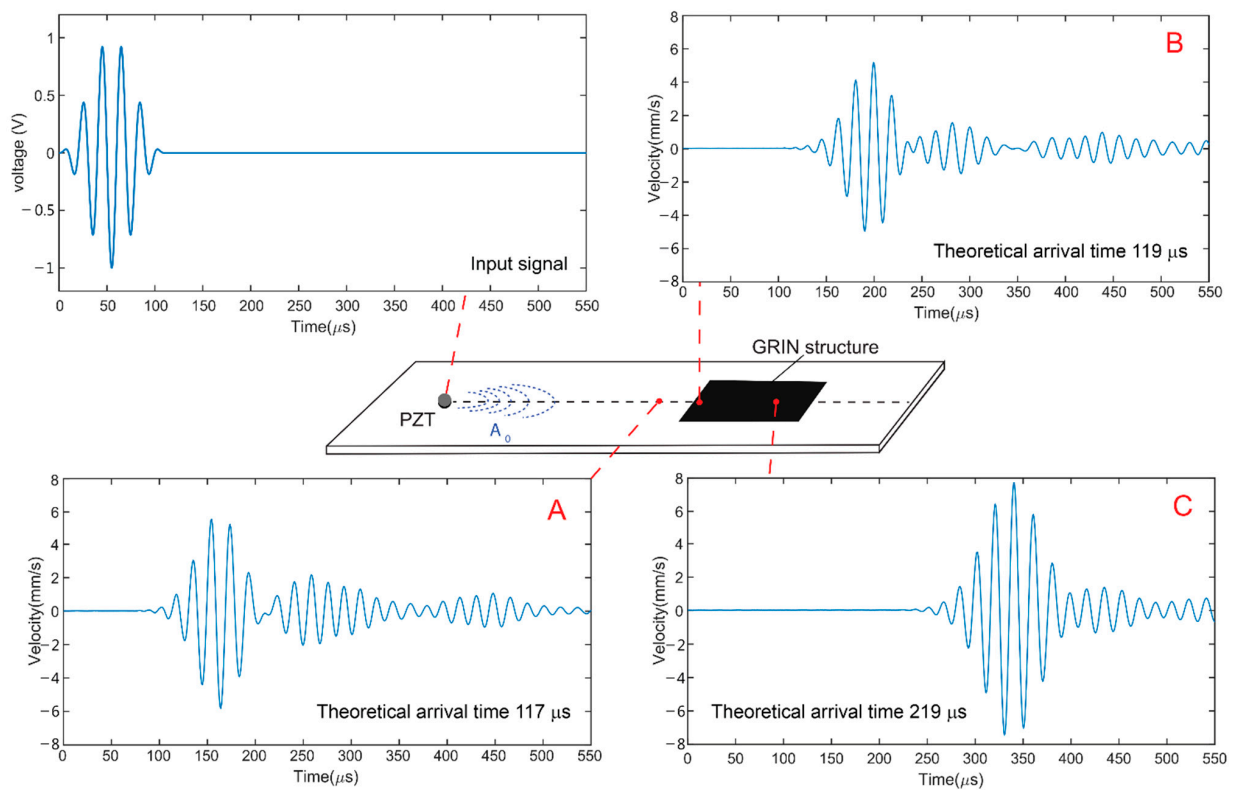 1
0.5
0
−0.5
−1
voltage (V)
0 50 100 150 200 250 300 350 400 450 500 550
Time(μs)
Input signal
8
6
4
2
0
−2
−4
−6
−8
Velocity(mm/s)
0 50 100 150 200 250 300 350 400 450 500 550
Time(μs)
B
Theoretical arrival time 119 μs
GRIN structure
PZT
A0
8
6
4
2
0
−2
−4
−6
−8
Velocity(mm/s)
0 50 100 150 200 250 300 350 400 450 500 550
Time(μs)
A
Theoretical arrival time 117 μs
8
6
4
2
0
−2
−4
−6
−8
Velocity(mm/s)
0 50 100 150 200 250 300 350 400 450 500 550
Time(μs)
C
Theoretical arrival time 219 μs